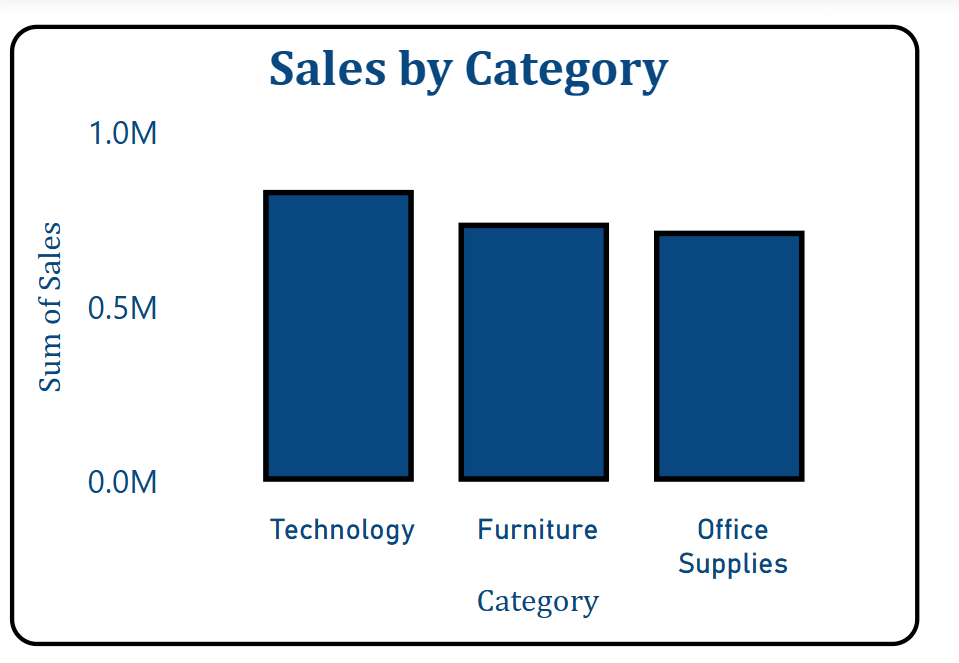 Sales by Category
1.0M
0.5M
0.0M
Sum of Sales
Technology
Furniture
Office
Supplies
Category